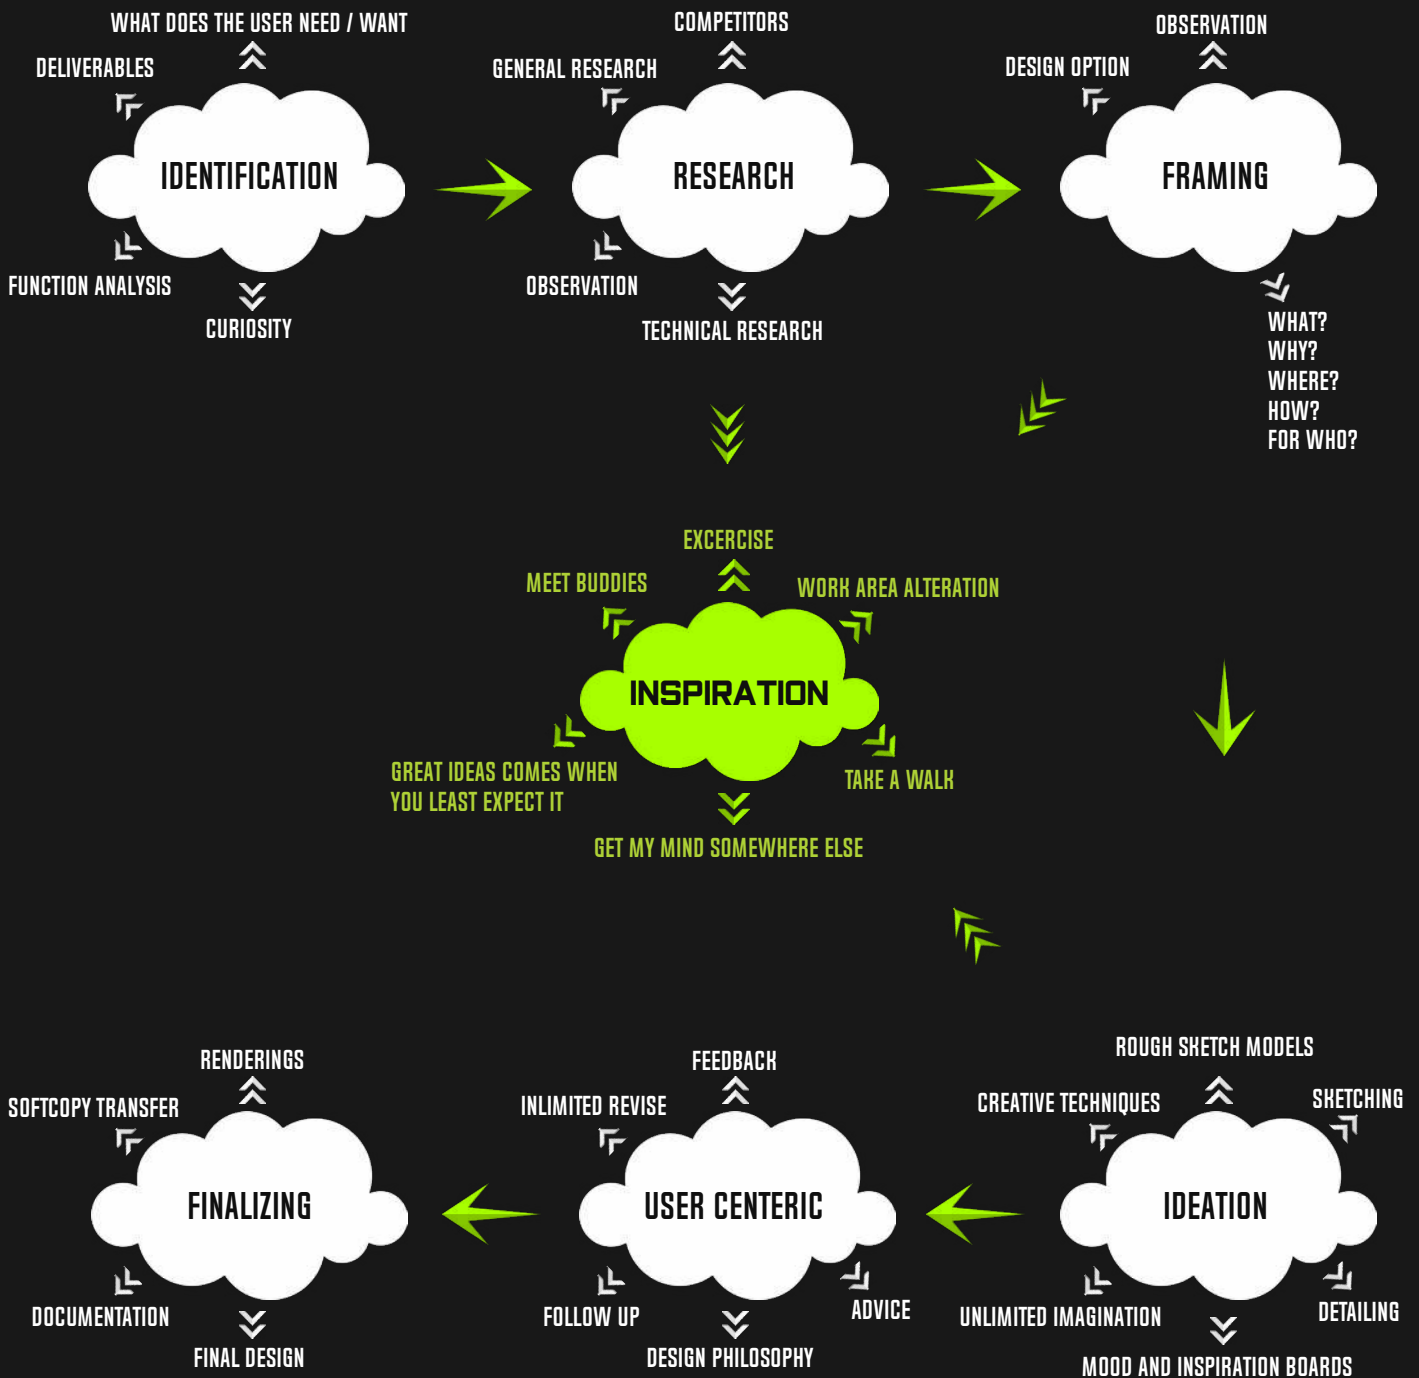 WHAT DOES THE USER NEED / WANT
DELIVERABLES
IDENTIFICATION
FUNCTION ANALYSIS
CURIOSITY
COMPETITORS
GENERAL RESEARCH
RESEARCH
OBSERVATION
TECHNICAL RESEARCH
OBSERVATION
DESIGN OPTION
FRAMING
WHAT?
WHY?
WHERE?
HOW?
FOR WHO?
EXCERCISE
MEET BUDDIES
WORK AREA ALTERATION
INSPIRATION
GREAT IDEAS COMES WHEN
YOU LEAST EXPECT IT
TAKE A WALK
GET MY MIND SOMEWHERE ELSE
ROUGH SKETCH MODELS
CREATIVE TECHNIQUES
SKETCHING
IDEATION
UNLIMITED IMAGINATION
DETAILING
MOOD AND INSPIRATION BOARDS
FEEDBACK
INLIMITED REVISE
USER CENTERIC
FOLLOW UP
ADVICE
DESIGN PHILOSOPHY
RENDERINGS
SOFTCOPY TRANSFER
FINALIZING
DOCUMENTATION
FINAL DESIGN